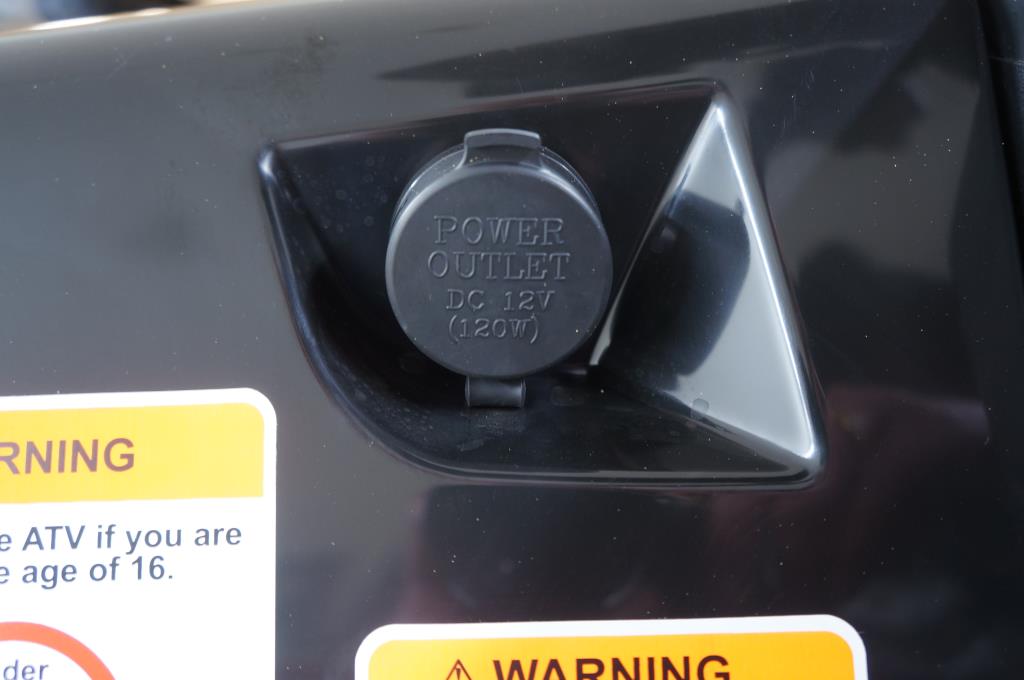 POWER
OUTLET
DC 12V
(120W)
RNING
e ATV if you are
e age of 16.
der
WARNING